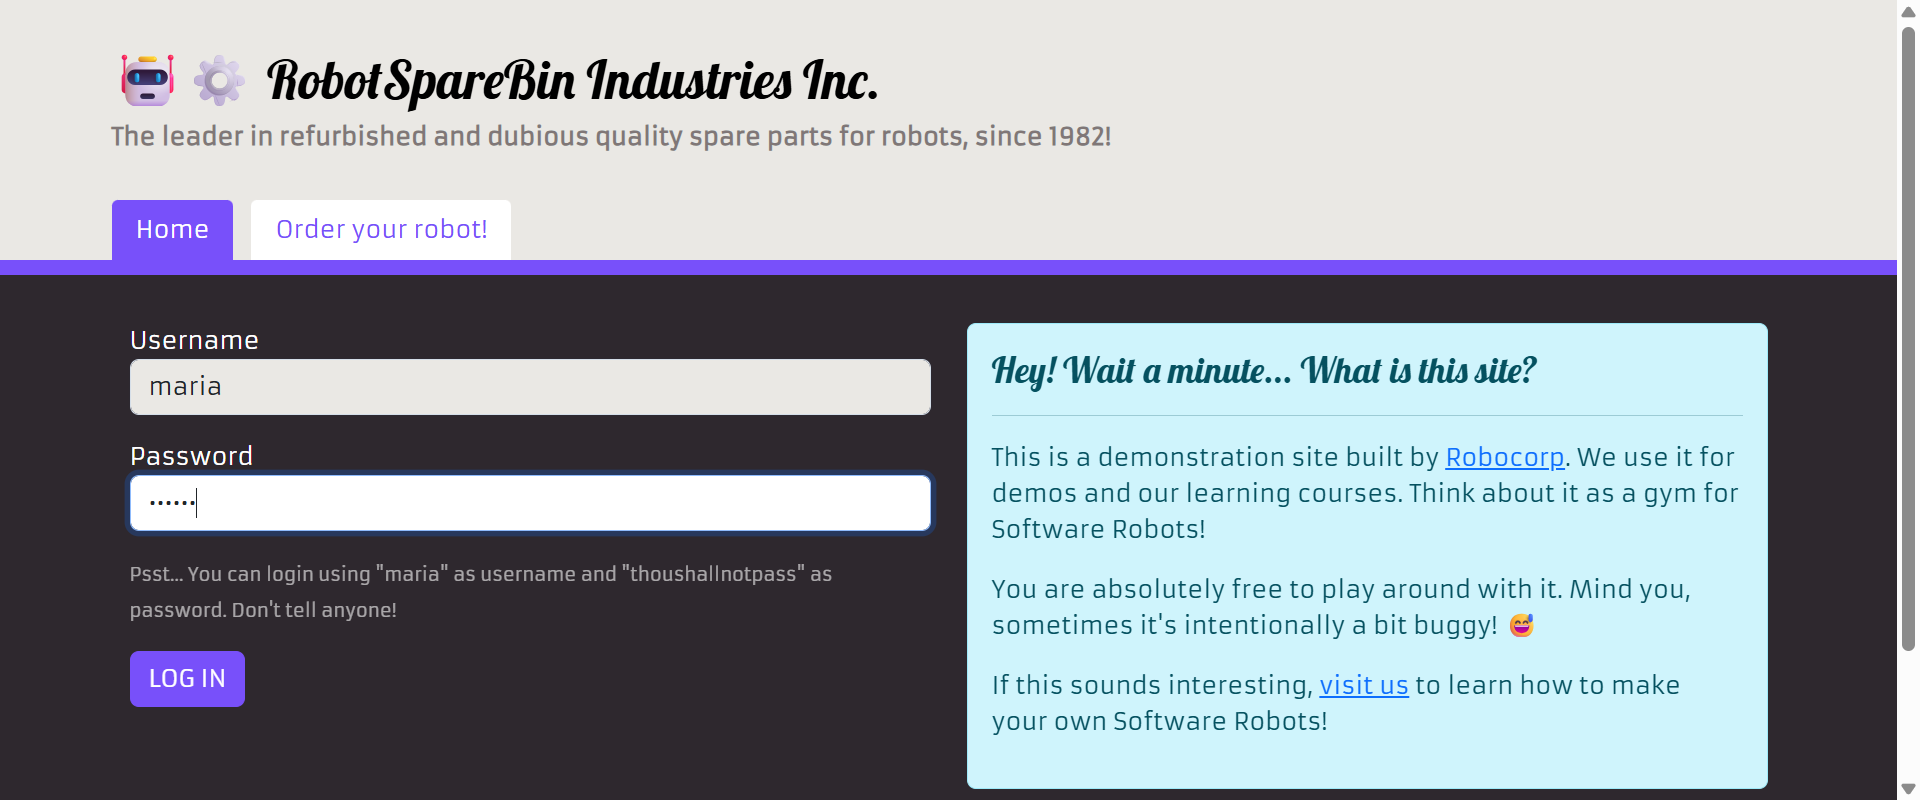 RobotSpareBin Industries Inc.
The leader in refurbished and dubious quality spare parts for robots, since 1982!
Home
Order your robot!
Username
maria
Password
••••••
Psst... You can login using "maria" as username and "thoushallnotpass" as
password. Don't tell anyone!
LOG IN
Hey! Wait a minute... What is this site?
This is a demonstration site built by Robocorp. We use it for
demos and our learning courses. Think about it as a gym for
Software Robots!
You are absolutely free to play around with it. Mind you,
sometimes it's intentionally a bit buggy! 😅
If this sounds interesting, visit us to learn how to make
your own Software Robots!